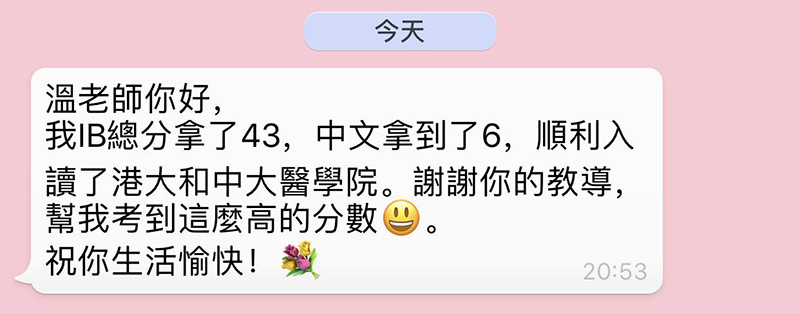 今天
溫老師你好，
我IB總分拿了43，中文拿到了6，順利入
讀了港大和中大醫學院。謝謝你的教導，
幫我考到這麼高的分數😃。
祝你生活愉快！💐
20:53